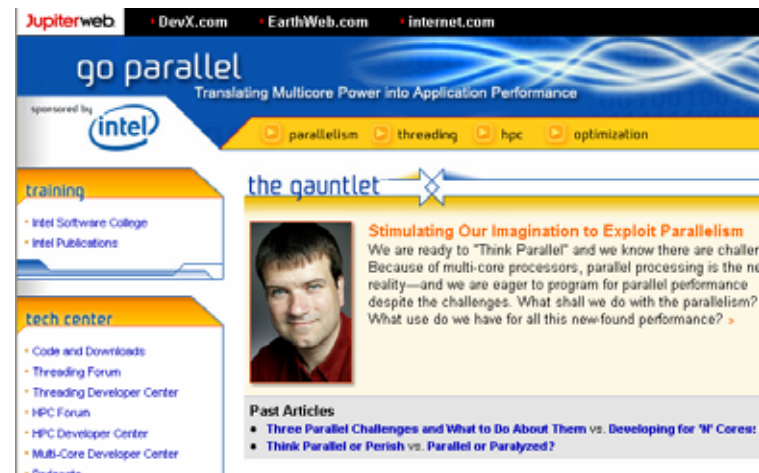 Jupiterweb
DevX.com
EarthWeb.com
internet.com
go parallel
Translating Multicore Power into Application Performance
sponsored by
intel
parallelism
threading
hpc
optimization
training
Intel Software College
Intel Publications
tech center
Code and Downloads
Threading Forum
Threading Developer Center
HPC Forum
HPC Developer Center
Multi-Core Developer Center
the gauntlet
Stimulating Our Imagination to Exploit Parallelism
We are ready to "Think Parallel" and we know there are
Because of multi-core processors, parallel processing is the
reality—and we are eager to program for parallel performance
despite the challenges. What shall we do with the parallelism?
What use do we have for all this new-found performance? »
Past Articles
• Three Parallel Challenges and What to Do About Them vs. Developing for 'N' Cores:
• Think Parallel or Perish vs. Parallel or Paralyzed?